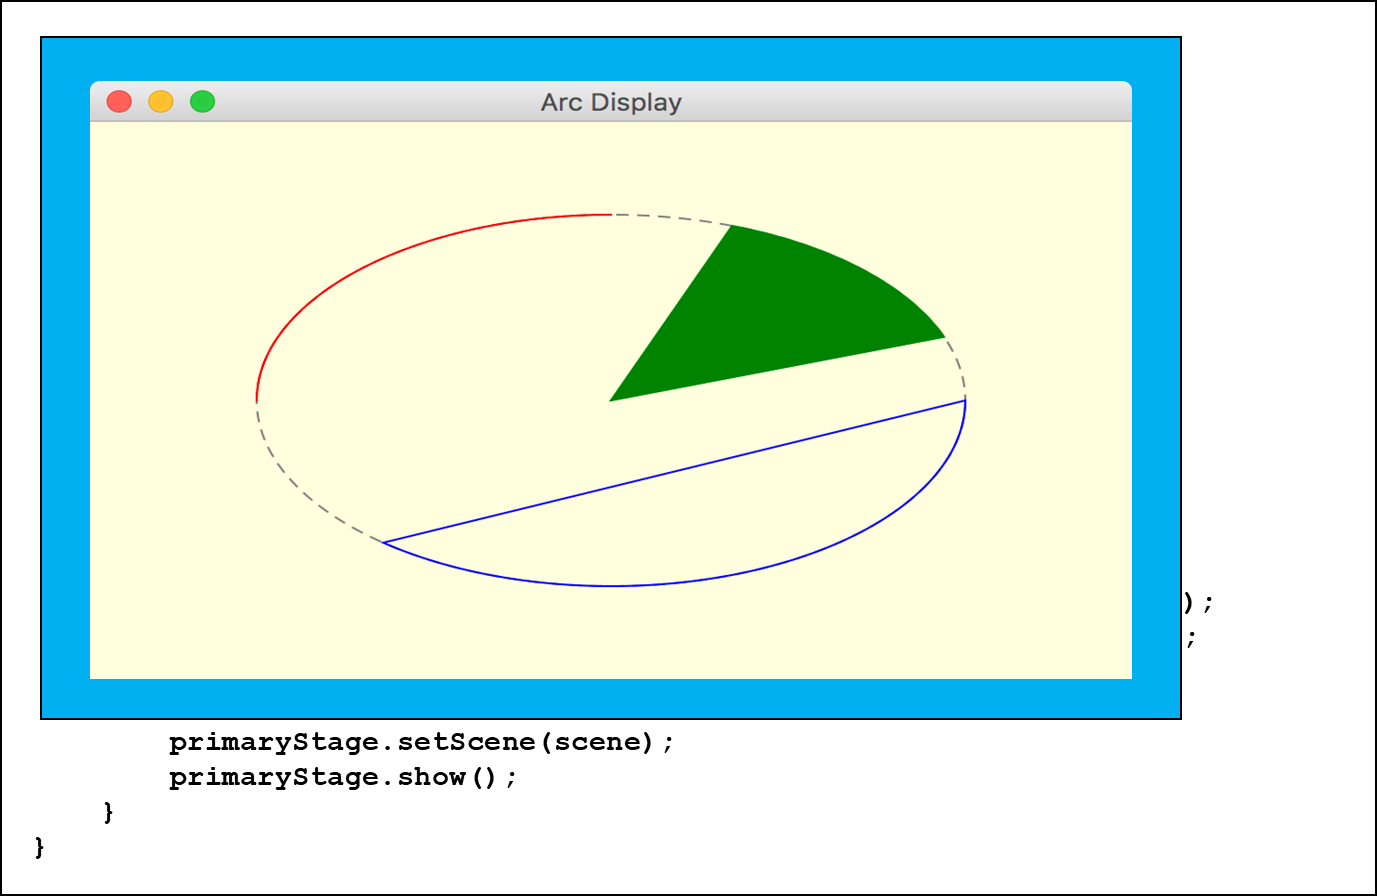 Arc Display
);
;
primaryStage.setScene(scene);
primaryStage.show();
}
}